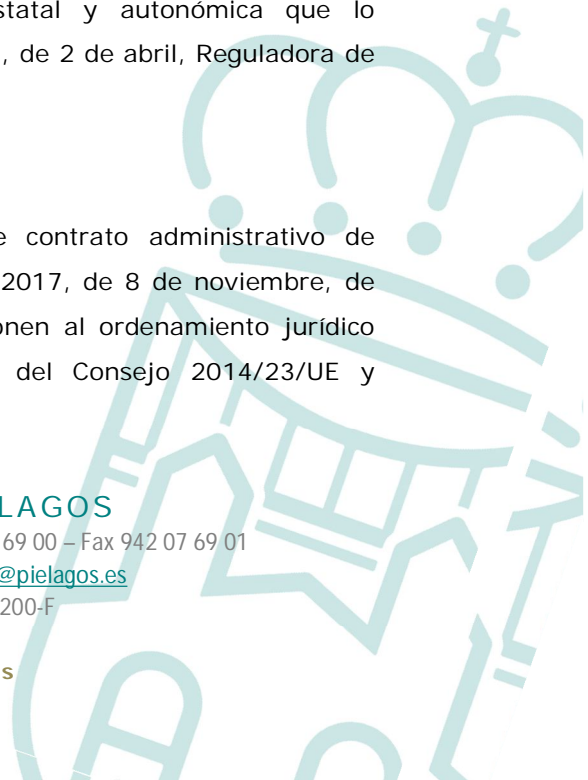 statal y autonómica que lo
, de 2 de abril, Reguladora de
e contrato administrativo de
2017, de 8 de noviembre, de
onen al ordenamiento jurídico
del Consejo 2014/23/UE y
LAGOS
69 00 – Fax 942 07 69 01
@pielagos.es
200-F
s